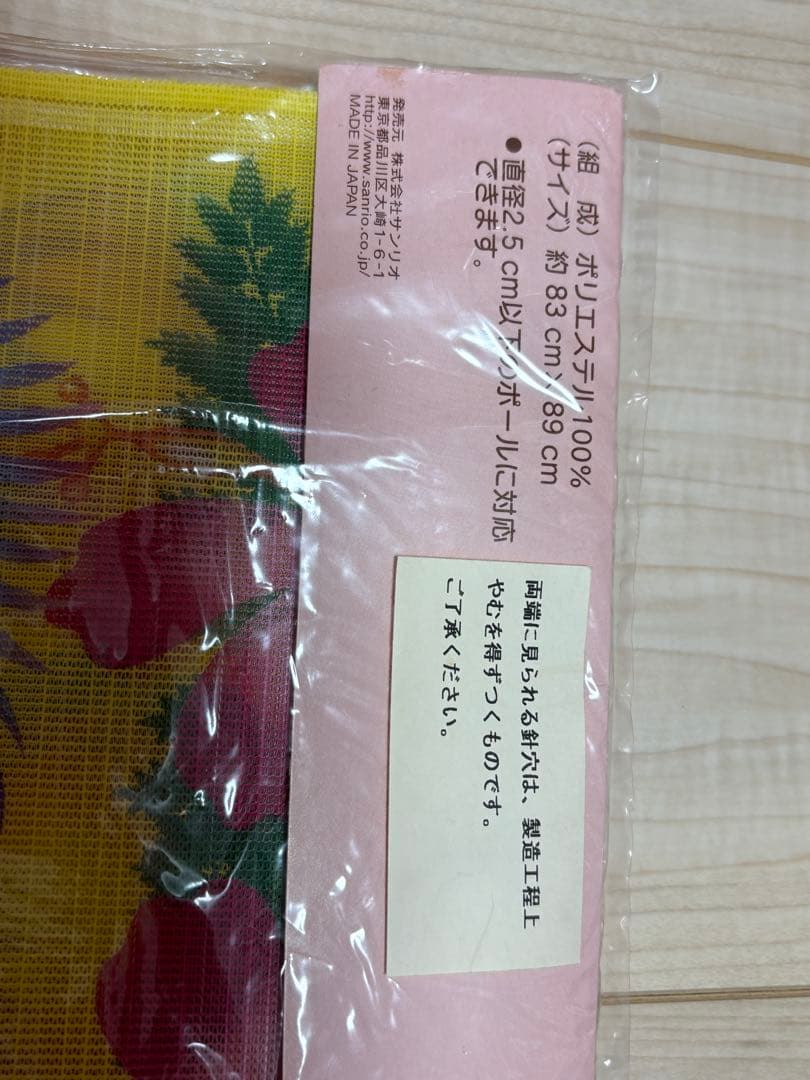 （組　成）ポリエステル 100%
（サイズ）約 83 cm × 89 cm
●直径2.5 cm以下のポールに対応
できます。
発売元　株式会社サンリオ
東京都品川区大崎1-6-1
http://www.sanrio.co.jp/
MADE IN JAPAN
両端に見られる針穴は、製造工程上
やむを得ずつくものです。
ご了承ください。